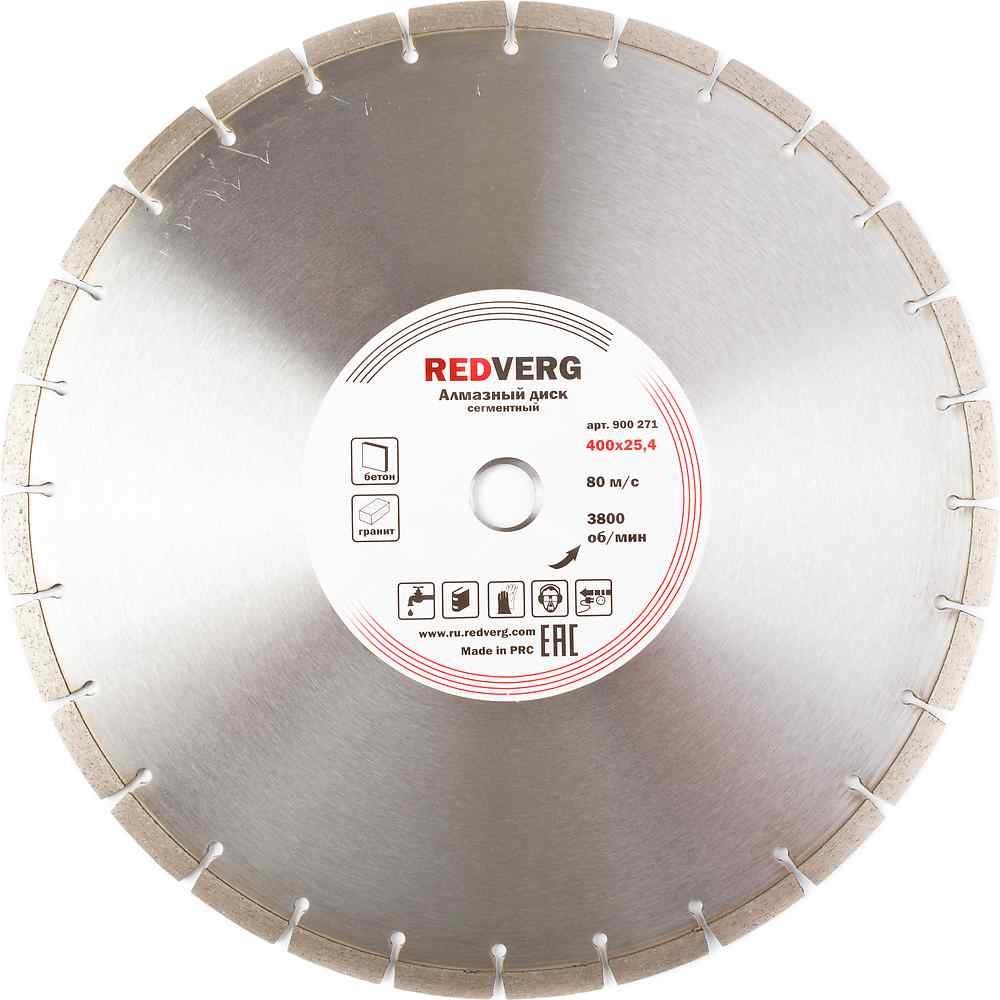 REDVERG
Алмазный диск
сегментный
арт. 900 271
400x25,4
бетон
80 м/с
гранит
3800
об/мин
www.ru.redverg.com
EAC
Made in PRC